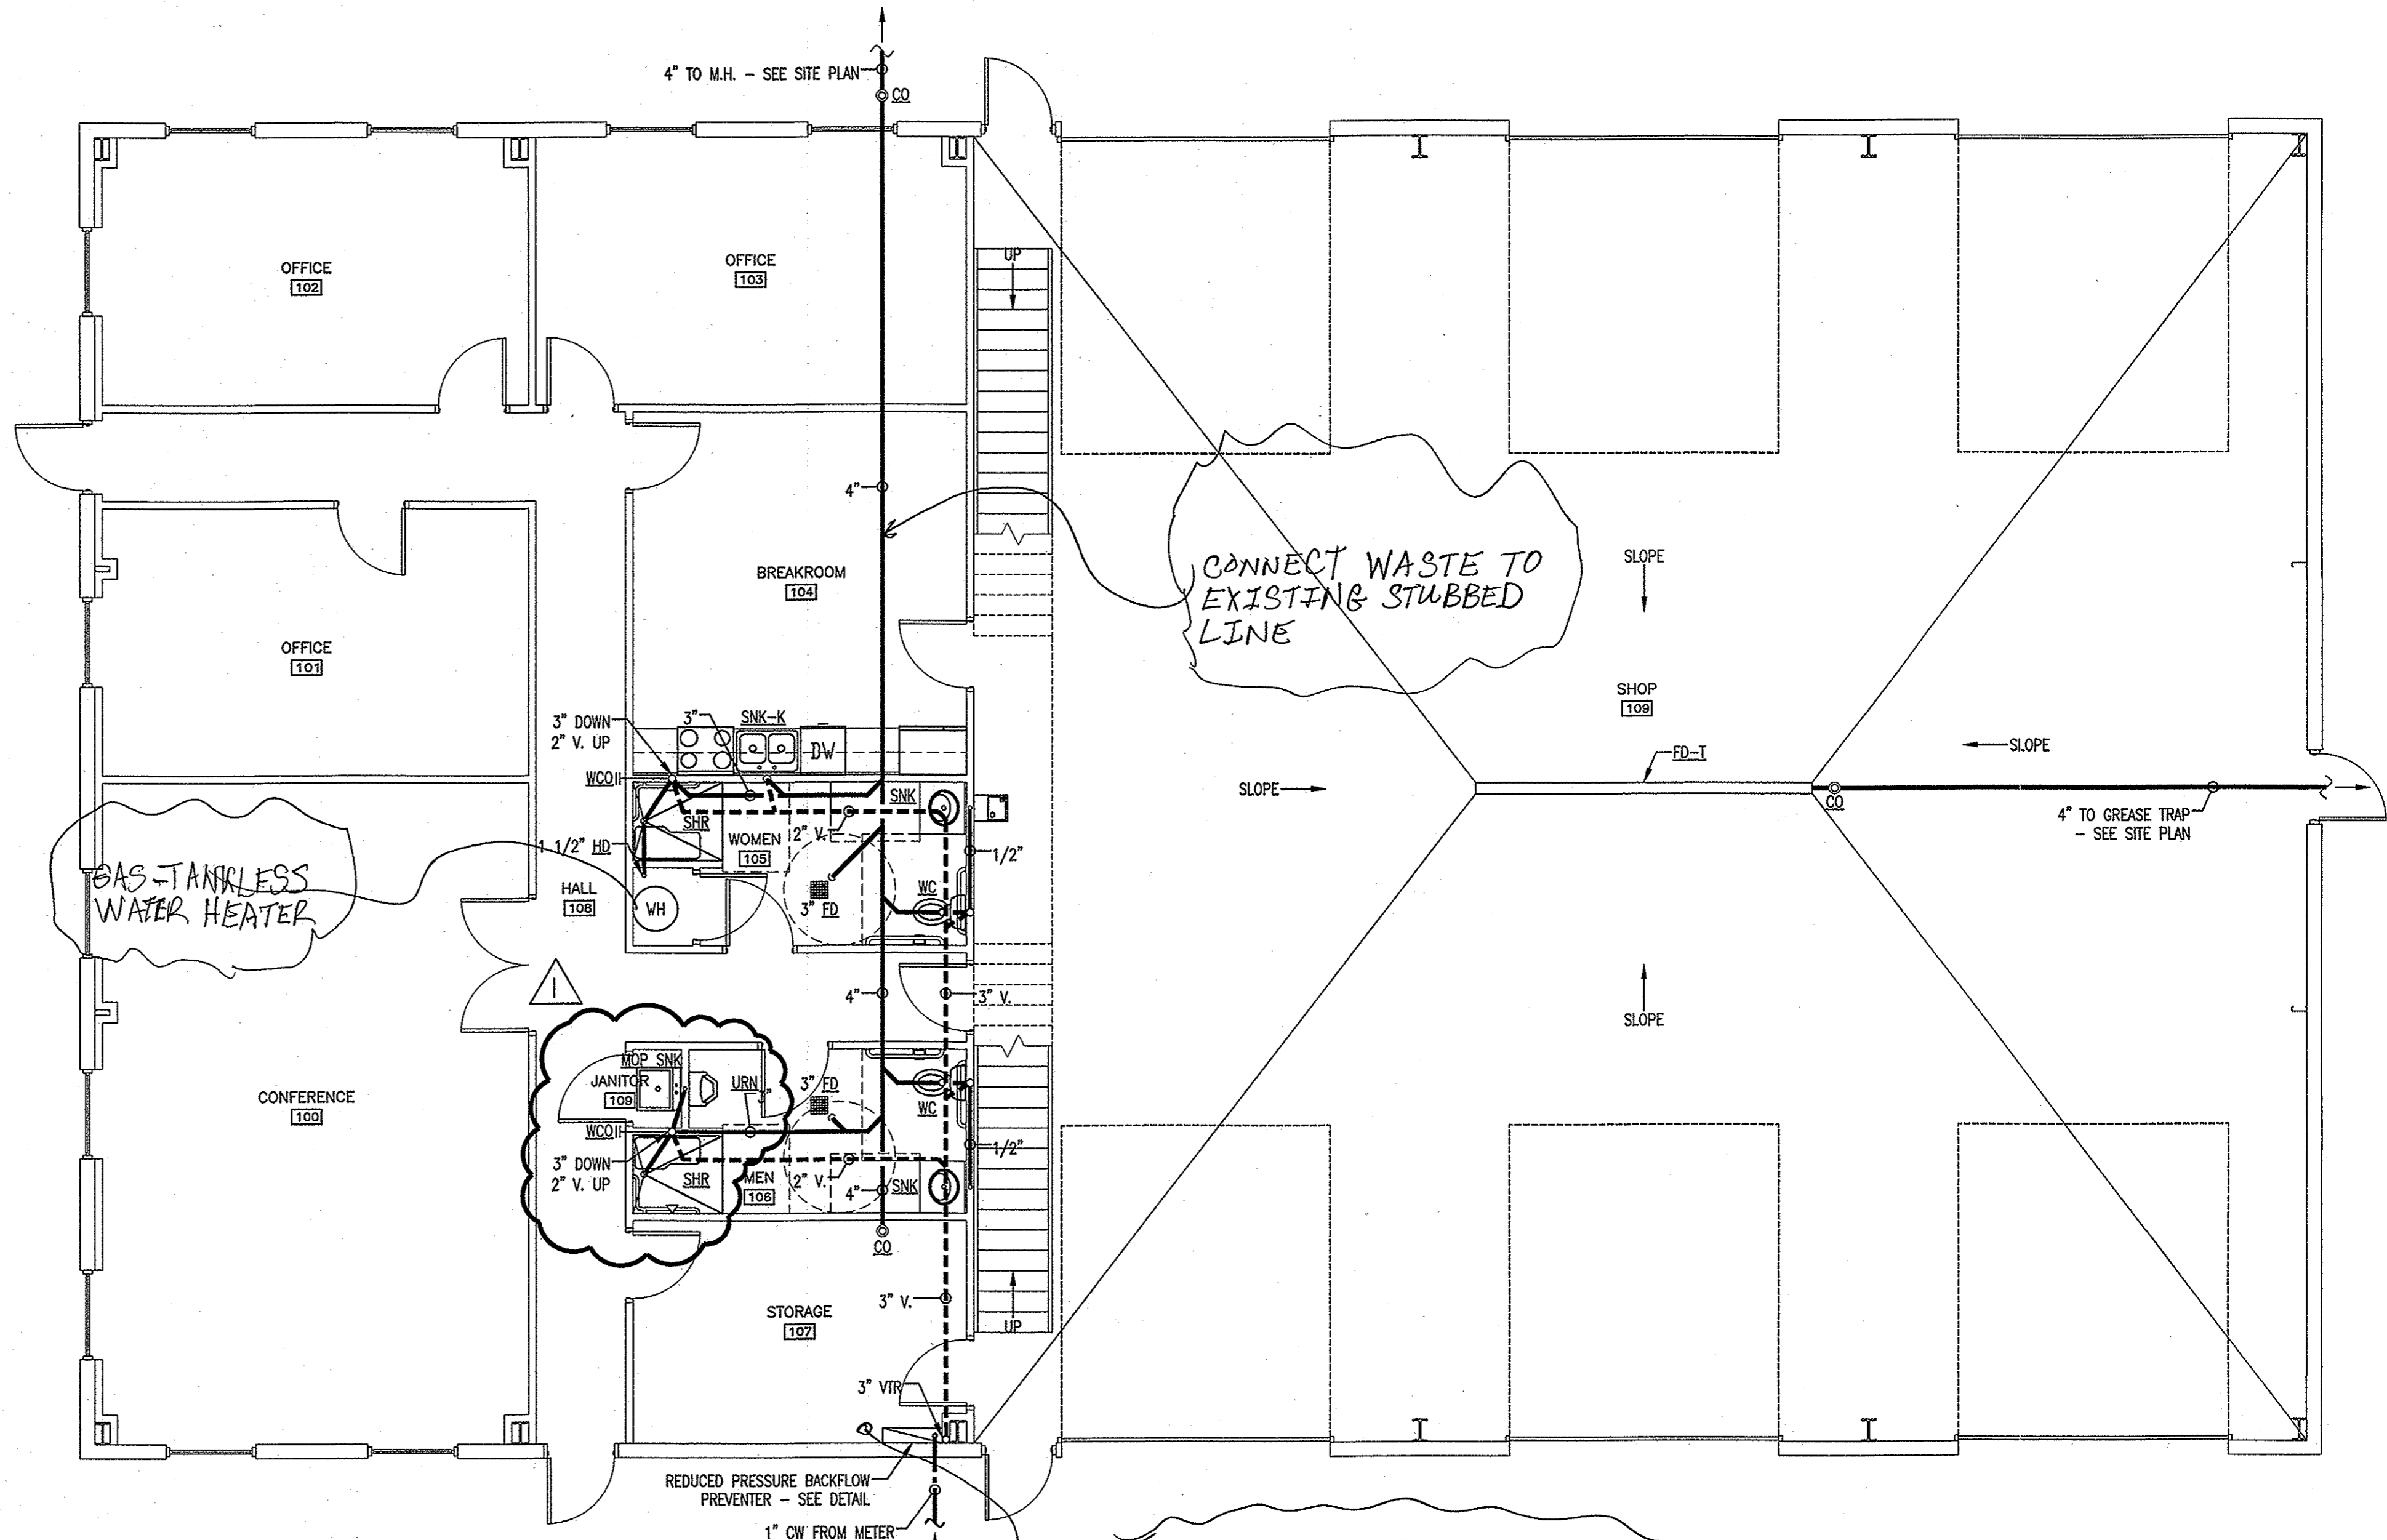 4" TO M.H. – SEE SITE PLAN
CO
OFFICE
102
OFFICE
103
UP
4"
CONNECT WASTE TO
EXISTING STUBBED
LINE
BREAKROOM
104
SLOPE
OFFICE
101
SHOP
109
3" DOWN
2" V. UP
3"
SNK-K
DW
WCO
FD-T
SLOPE
SLOPE
CO
4" TO GREASE TRAP
– SEE SITE PLAN
SNK
SHR
WOMEN
105
2" V.
1 1/2" HD
1/2"
GAS-TANKLESS
WATER HEATER
HALL
108
WH
3" FD
WC
1
4"
3" V.
SLOPE
MOP SNK
JANITOR
109
URN
3"
3" FD
WC
CONFERENCE
100
WCO
1/2"
3" DOWN
2" V. UP
SHR
MEN
106
2" V.
4"
SNK
CO
3" V.
STORAGE
107
UP
3" VTR
REDUCED PRESSURE BACKFLOW
PREVENTER – SEE DETAIL
1" CW FROM METER